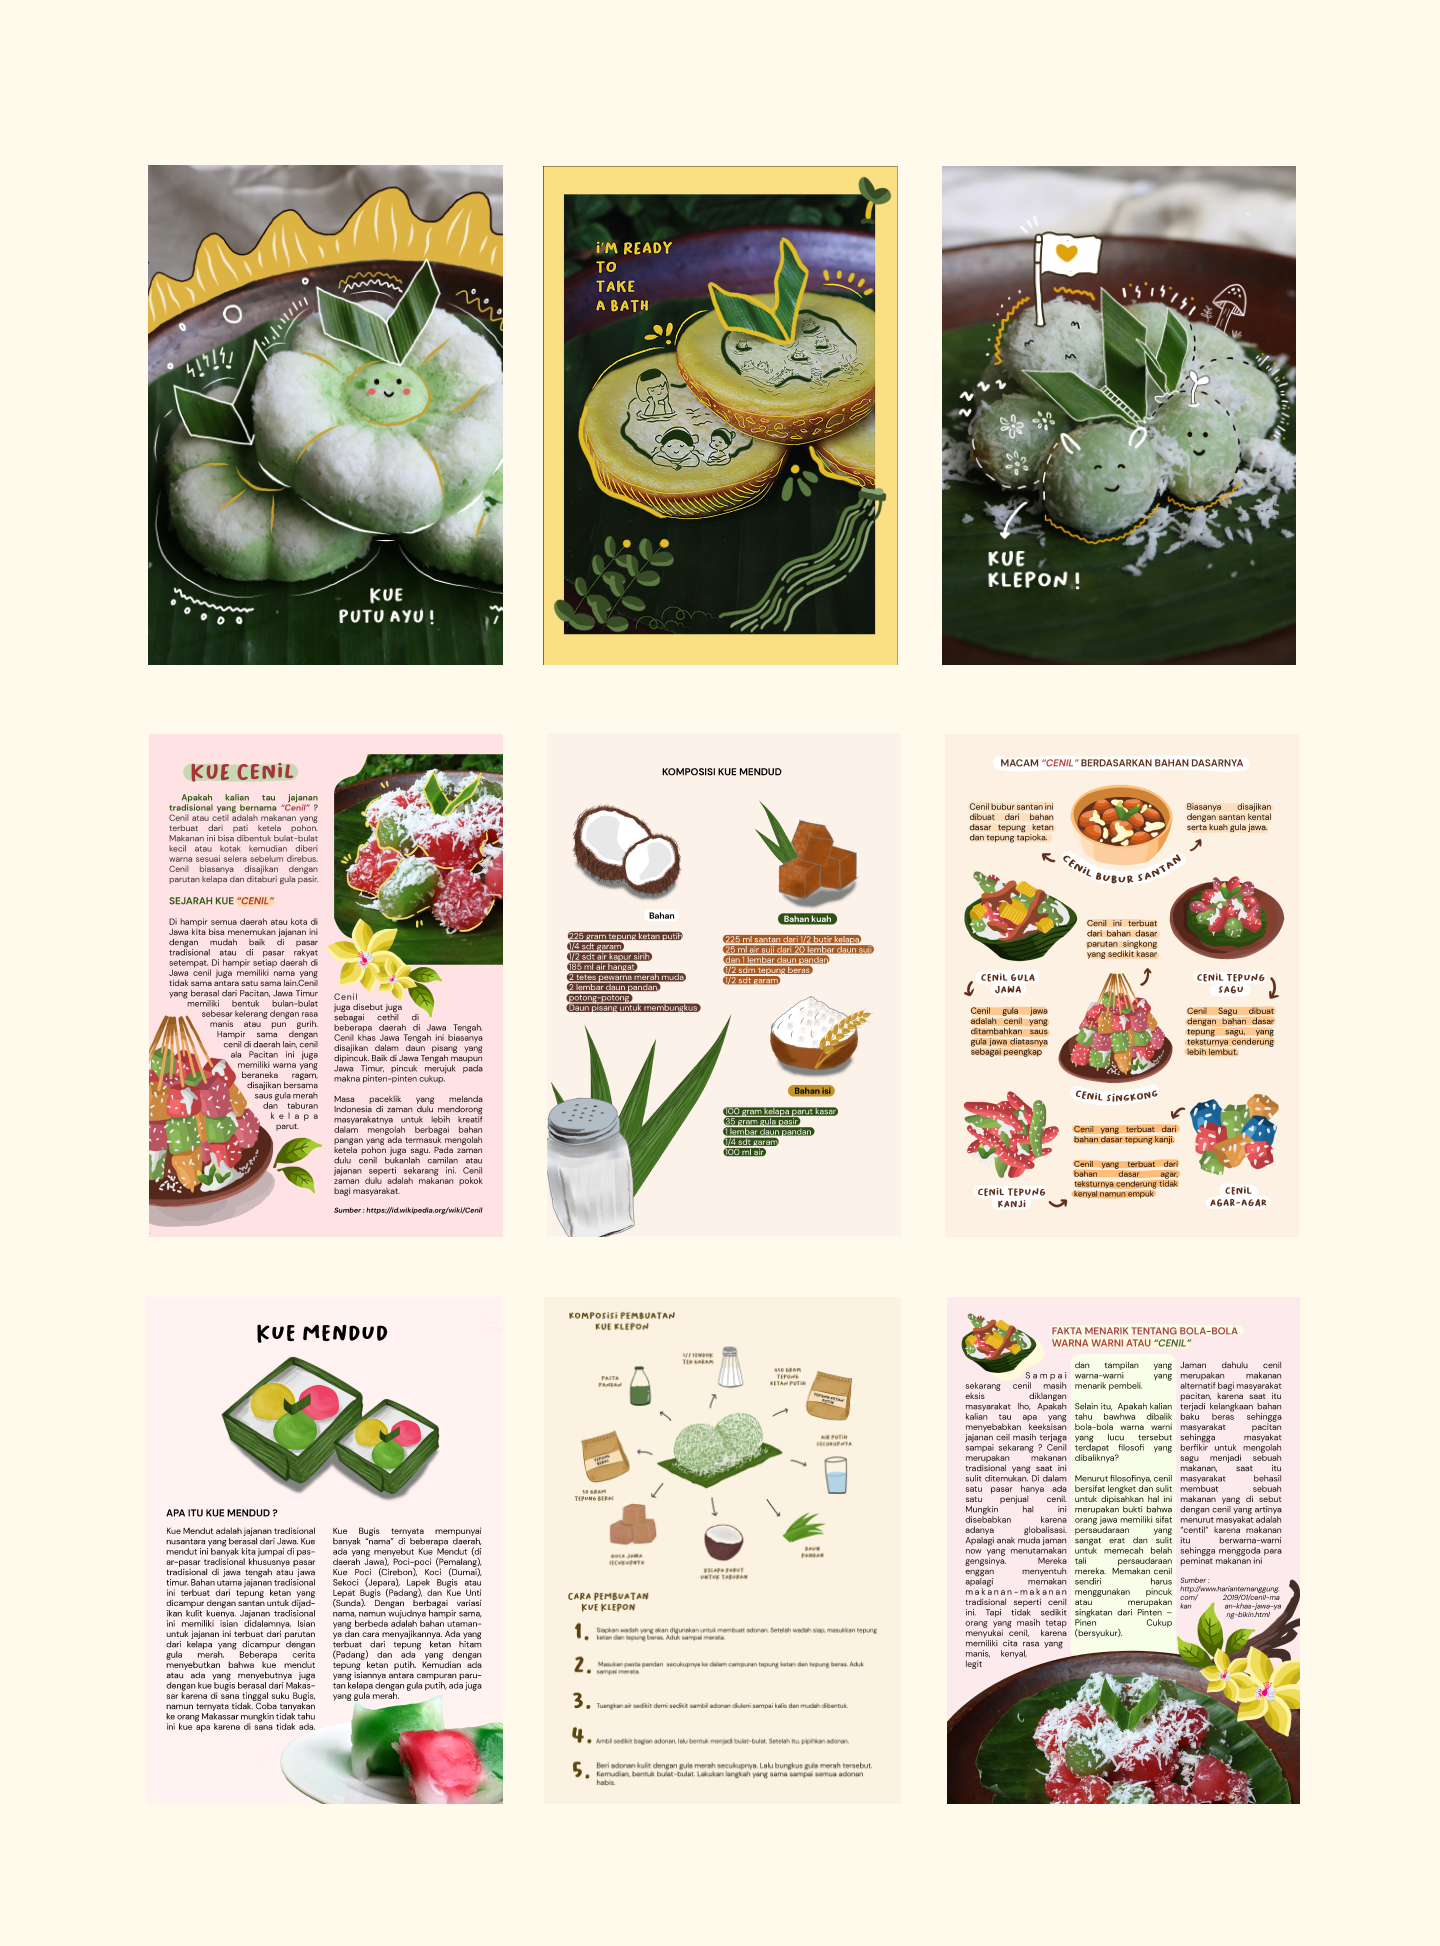 KUE
PUTU AYU !
i'M READY
TO
TAKE
A BATH
KUE
KLEPON !
KUE CENiL
Apakah kalian tau jajanan
tradisional yang bernama “Cenil” ?
Cenil atau cetil adalah makanan yang
terbuat dari pati ketela pohon.
Makanan ini bisa dibentuk bulat-bulat
kecil atau kotak kemudian diberi
warna sesuai selera sebelum direbus.
Cenil biasanya disajikan dengan
parutan kelapa dan ditaburi gula pasir.
SEJARAH KUE “CENIL”
Di hampir semua daerah atau kota di
Jawa kita bisa menemukan jajanan ini
dengan mudah baik di pasar
tradisional atau di pasar rakyat
setempat. Di hampir setiap daerah di
Jawa cenil juga memiliki nama yang
tidak sama antara satu sama lain.Cenil
yang berasal dari Pacitan, Jawa Timur
memiliki bentuk bulan-bulat
sebesar kelereng dengan rasa
manis atau pun gurih.
Hampir sama dengan
cenil di daerah lain, cenil
ala Pacitan ini juga
memiliki warna yang
beraneka ragam,
disajikan bersama
saus gula merah
dan taburan
kelapa
parut.
Cenil
juga disebut juga
sebagai cethil di
beberapa daerah di Jawa Tengah.
Cenil khas Jawa Tengah ini biasanya
disajikan dalam daun pisang yang
dipincuk. Baik di Jawa Tengah maupun
Jawa Timur, pincuk merujuk pada
makna pinten-pinten cukup.
Masa paceklik yang melanda
Indonesia di zaman dulu mendorong
masyarakatnya untuk lebih kreatif
dalam mengolah berbagai bahan
pangan yang ada termasuk mengolah
ketela pohon juga sagu. Pada zaman
dulu cenil bukanlah camilan atau
jajanan seperti sekarang ini. Cenil
zaman dulu adalah makanan pokok
bagi masyarakat.
Sumber : https://id.wikipedia.org/wiki/Cenil
KOMPOSISI KUE MENDUD
Bahan
225 gram tepung ketan putih
1/4 sdt garam
1/2 sdt air kapur sirih
185 ml air hangat
2 tetes pewarna merah muda
2 lembar daun pandan,
potong-potong
Daun pisang untuk membungkus
Bahan kuah
225 ml santan dari 1/2 butir kelapa
25 ml air suji dari 20 lembar daun suji
dan 1 lembar daun pandan
1/2 sdm tepung beras
1/2 sdt garam
Bahan isi
100 gram kelapa parut kasar
35 gram gula pasir
1 lembar daun pandan
1/4 sdt garam
100 ml air
MACAM “CENIL” BERDASARKAN BAHAN DASARNYA
Cenil bubur santan ini
dibuat dari bahan
dasar tepung ketan
dan tepung tapioka.
Biasanya disajikan
dengan santan kental
serta kuah gula jawa.
CENIL BUBUR SANTAN
Cenil ini terbuat
dari bahan dasar
parutan singkong
yang sedikit kasar
CENiL GULA
JAWA
CENIL TEPUNG
SAGU
Cenil gula jawa
adalah cenil yang
ditambahkan saus
gula jawa diatasnya
sebagai peengkap
Cenil Sagu dibuat
dengan bahan dasar
tepung sagu, yang
teksturnya cenderung
lebih lembut.
CENIL SiNGKONG
Cenil yang terbuat dari
bahan dasar tepung kanji.
Cenil yang terbuat dari
bahan dasar agar,
teksturnya cenderung tidak
kenyal namun empuk
CENiL TEPUNG
KANJi
CENiL
AGAR-AGAR
KUE MENDUD
APA ITU KUE MENDUD ?
Kue Mendut adalah jajanan tradisional
nusantara yang berasal dari Jawa. Kue
mendut ini banyak kita jumpai di pas-
ar-pasar tradisional khususnya pasar
tradisional di jawa tengah atau jawa
timur. Bahan utama jajanan tradisional
ini terbuat dari tepung ketan yang
dicampur dengan santan untuk dijad-
ikan kulit kuenya. Jajanan tradisional
ini memiliki isian didalamnya. Isian
untuk jajanan ini terbuat dari parutan
dari kelapa yang dicampur dengan
gula merah. Beberapa cerita
menyebutkan bahwa kue mendut
atau ada yang menyebutnya juga
dengan kue bugis berasal dari Makas-
sar karena di sana tinggal suku Bugis,
namun ternyata tidak. Coba tanyakan
ke orang Makassar mungkin tidak tahu
ini kue apa karena di sana tidak ada.
Kue Bugis ternyata mempunyai
banyak “nama” di beberapa daerah,
ada yang menyebut Kue Mendut (di
daerah Jawa), Poci-poci (Pemalang),
Kue Poci (Cirebon), Koci (Dumai),
Sekoci (Jepara), Lapek Bugis atau
Lepat Bugis (Padang), dan Kue Unti
(Sunda). Dengan berbagai variasi
nama, namun wujudnya hampir sama,
yang berbeda adalah bahan utaman-
ya dan cara menyajikannya. Ada yang
terbuat dari tepung ketan hitam
(Padang) dan ada yang dengan
tepung ketan putih. Kemudian ada
yang isiannya antara campuran paru-
tan kelapa dengan gula putih, ada juga
yang gula merah.
KOMPOSiSi PEMBUATAN
KUE KLEPON
1/2 SENDOK
TEH GARAM
PASTA
PANDAN
TEPUNG KETAN
PUTIH
AIR PUTIH
SECUKUPNYA
TEPUNG
BERAS
50 GRAM
TEPUNG BERAS
GULA JAWA
SECUKUPNYA
KELAPA PARUT
UNTUK TABURAN
DAUN
PANDAN
CARA PEMBUATAN
KUE KLEPON
1. Siapkan wadah yang akan digunakan untuk membuat adonan. Setelah wadah siap, masukkan tepung
ketan dan tepung beras. Aduk sampai merata.
2. Masukan pasta pandan secukupnya ke dalam campuran tepung ketan dan tepung beras. Aduk
sampai merata.
3. Tuangkan air sedikit demi sedikit sambil adonan diuleni sampai kalis dan mudah dibentuk.
4. Ambil sedikit bagian adonan, lalu bentuk menjadi bulat-bulat. Setelah itu, pipihkan adonan.
5. Beri adonan kulit dengan gula merah secukupnya. Lalu bungkus gula merah tersebut.
Kemudian, bentuk bulat-bulat. Lakukan langkah yang sama sampai semua adonan
habis.
FAKTA MENARIK TENTANG BOLA-BOLA
WARNA WARNI ATAU “CENIL”
Sampai
sekarang cenil masih
eksis diklangan
masyarakat lho, Apakah
kalian tau apa yang
menyebabkan keeksisan
jajanan ceil masih terjaga
sampai sekarang ? Cenil
merupakan makanan
tradisional yang saat ini
sulit ditemukan. Di dalam
satu pasar hanya ada
satu penjual cenil.
Mungkin hal ini
disebabkan karena
adanya globalisasi.
Apalagi anak muda jaman
now yang menutamakan
gengsinya. Mereka
enggan menyentuh
apalagi memakan
makanan-makanan
tradisional seperti cenil
ini. Tapi tidak sedikit
orang yang masih tetap
menyukai cenil, karena
memiliki cita rasa yang
manis, kenyal,
legit
dan tampilan yang
warna-warni yang
menarik pembeli.
Selain itu, Apakah kalian
tahu bawhwa dibalik
bola-bola warna warni
yang lucu tersebut
terdapat filosofi yang
dibaliknya?
Menurut filosofinya, cenil
bersifat lengket dan sulit
untuk dipisahkan hal ini
merupakan bukti bahwa
orang jawa memiliki sifat
persaudaraan yang
sangat erat dan sulit
untuk memecah belah
tali persaudaraan
mereka. Memakan cenil
sendiri harus
menggunakan pincuk
atau merupakan
singkatan dari Pinten –
Pinen Cukup
(bersyukur).
Jaman dahulu cenil
merupakan makanan
alternatif bagi masyarakat
pacitan, karena saat itu
terjadi kelangkaan bahan
baku beras sehingga
masyarakat pacitan
sehingga masyakat
berfikir untuk mengolah
sagu menjadi sebuah
makanan, saat itu
masyarakat behasil
membuat sebuah
makanan yang di sebut
dengan cenil yang artinya
menurut masyakat adalah
“centil” karena makanan
itu berwarna-warni
sehingga menggoda para
peminat makanan ini
Sumber :
http://www.hariantemanggung.
com/ 2019/01/cenil-ma
kan an-khas-jawa-ya
ng-bikin.html